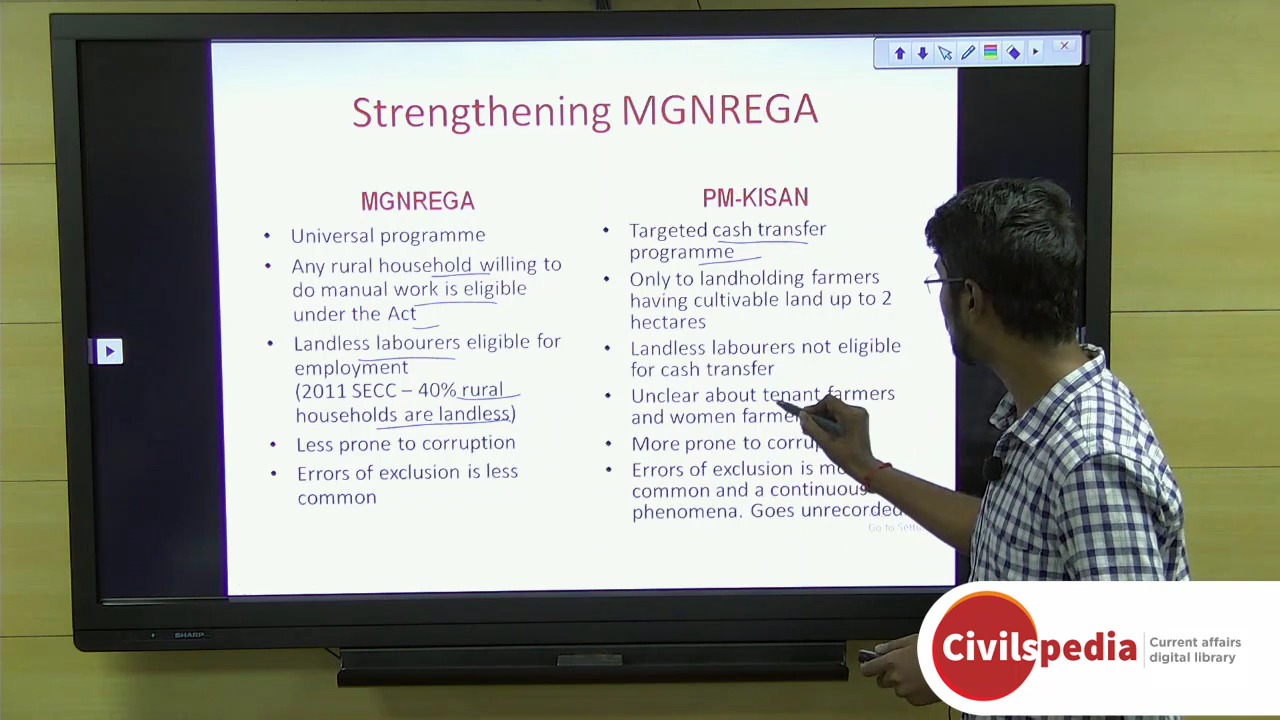 Strengthening MGNREGA
MGNREGA
• Universal programme
• Any rural household willing to
do manual work is eligible
under the Act
• Landless labourers eligible for
employment
(2011 SECC – 40% rural
households are landless)
• Less prone to corruption
• Errors of exclusion is less
common
PM-KISAN
• Targeted cash transfer
programme
• Only to landholding farmers
having cultivable land up to 2
hectares
• Landless labourers not eligible
for cash transfer
• Unclear about tenant farmers
and women
• More prone to
• Errors of exclusion is
common and a continuous
phenomena. Goes unrecorded
Go to
SHARP
Civilspedia
Current affairs
digital library